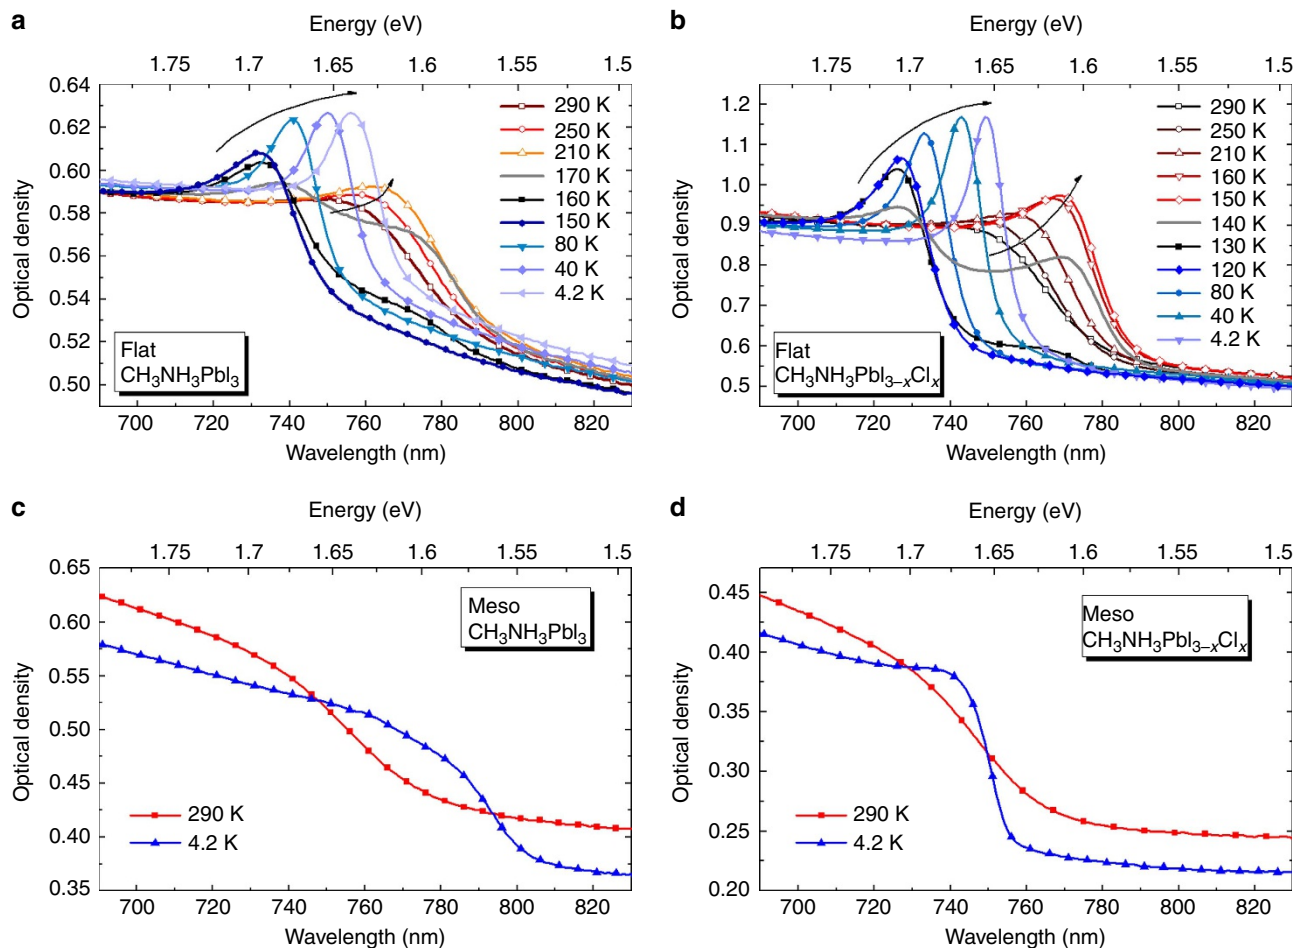 a
Energy (eV)
1.75 1.7 1.65 1.6 1.55 1.5
0.64
0.62
0.60
0.58
0.56
0.54
0.52
0.50
Optical density
290 K
250 K
210 K
170 K
160 K
150 K
80 K
40 K
4.2 K
Flat
CH₃NH₃PbI₃
700 720 740 760 780 800 820
Wavelength (nm)
b
Energy (eV)
1.75 1.7 1.65 1.6 1.55 1.5
1.2
1.1
1.0
0.9
0.8
0.7
0.6
0.5
Optical density
290 K
250 K
210 K
160 K
150 K
140 K
130 K
120 K
80 K
40 K
4.2 K
Flat
CH₃NH₃PbI₃₋ₓClₓ
700 720 740 760 780 800 820
Wavelength (nm)
c
Energy (eV)
1.75 1.7 1.65 1.6 1.55 1.5
0.65
0.60
0.55
0.50
0.45
0.40
0.35
Optical density
Meso
CH₃NH₃PbI₃
290 K
4.2 K
700 720 740 760 780 800 820
Wavelength (nm)
d
Energy (eV)
1.75 1.7 1.65 1.6 1.55 1.5
0.45
0.40
0.35
0.30
0.25
0.20
Optical density
Meso
CH₃NH₃PbI₃₋ₓClₓ
290 K
4.2 K
700 720 740 760 780 800 820
Wavelength (nm)